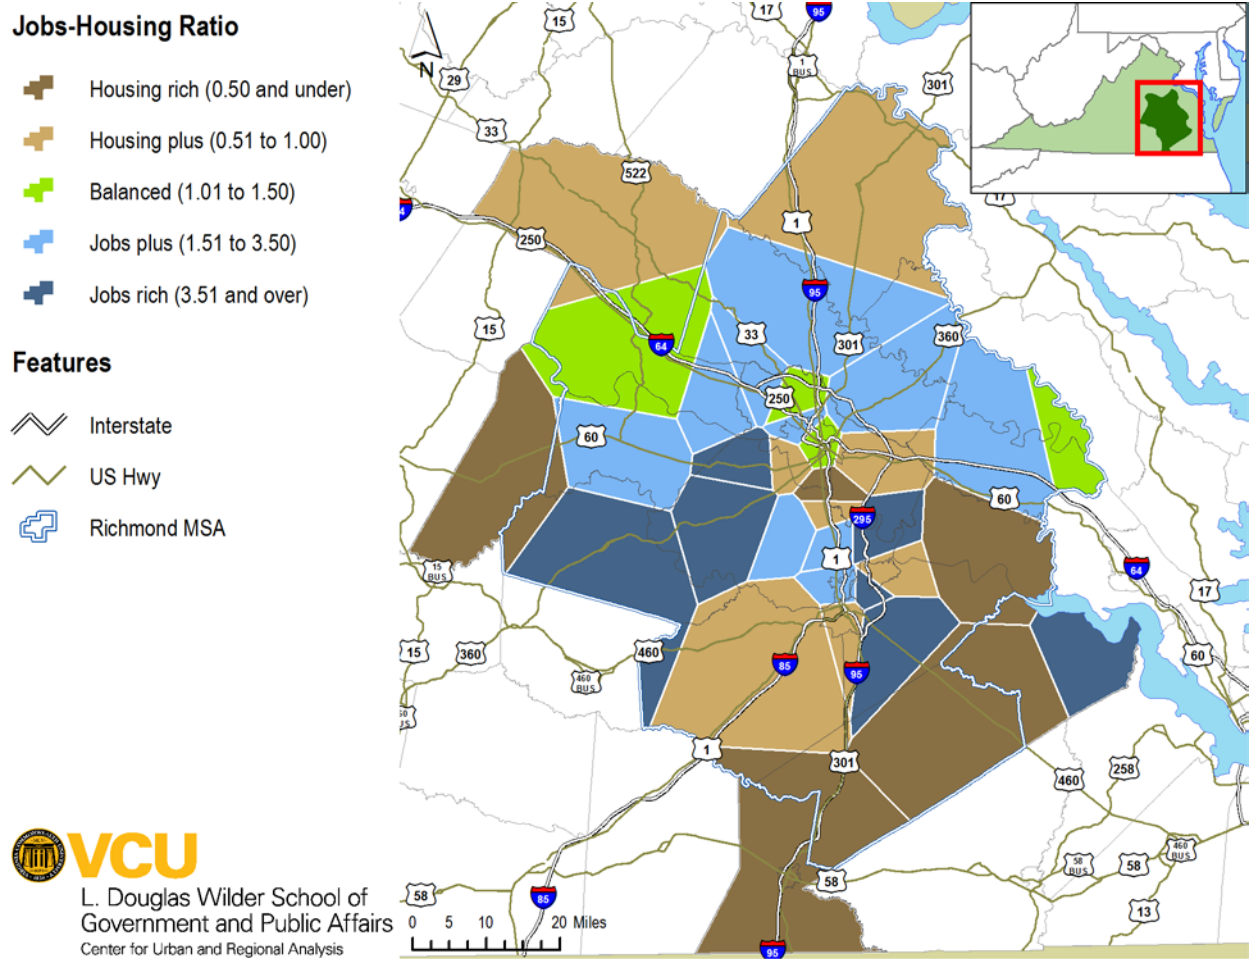 Jobs-Housing Ratio
Housing rich (0.50 and under)
Housing plus (0.51 to 1.00)
Balanced (1.01 to 1.50)
Jobs plus (1.51 to 3.50)
Jobs rich (3.51 and over)
Features
Interstate
US Hwy
Richmond MSA
VCU
L. Douglas Wilder School of
Government and Public Affairs
Center for Urban and Regional Analysis
0 5 10 20 Miles
N
15
17
95
29
1
BUS
301
33
522
17
4
250
1
95
15
64
33
301
360
250
60
60
295
15
BUS
1
64
17
15
360
460
460
BUS
85
95
60
1
301
460
258
58
58
BUS
58
460
BUS
58
85
13
95